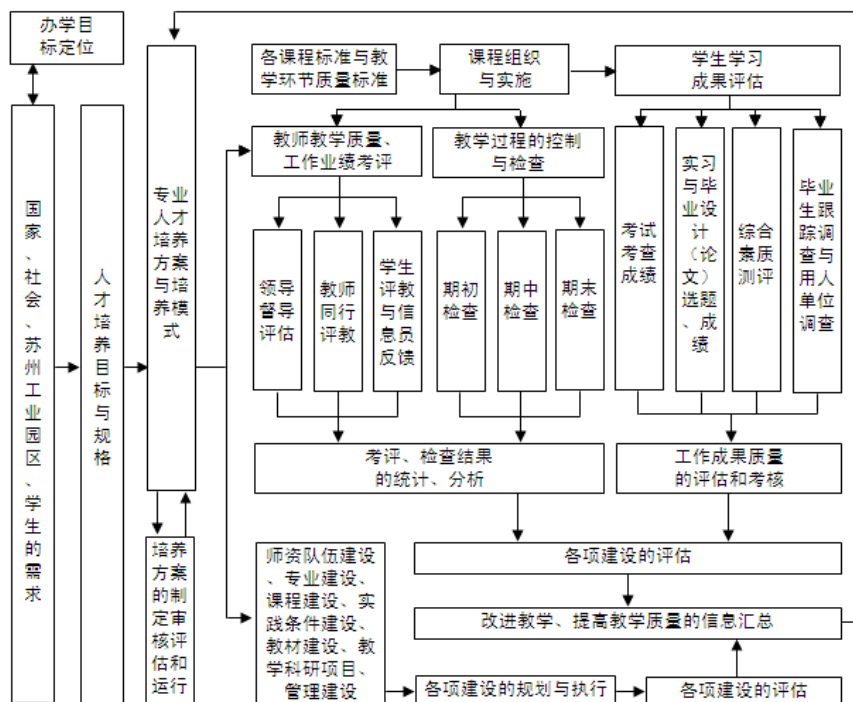 办学目
标定位
国家、社会、苏州工业园区、学生的需求
人才培养目标与规格
专业
人才
培养
方案
与培
养模
式
培养
方案
的制
定审
核评
估和
运行
各课程标准与教
学环节质量标准
课程组织
与实施
学生学习
成果评估
教师教学质量、
工作业绩考评
教学过程的控制
与检查
领导
督导
评估
教师
同行
评教
学生
评教
与信
息员
反馈
期初
检查
期中
检查
期末
检查
考试
考查
成绩
实习
与毕
业设
计
（论
文）
选题
、成
绩
综合
素质
测评
毕业
生跟
踪调
查与
用人
单位
调查
考评、检查结果
的统计、分析
工作成果质量
的评估和考核
师资队伍建设
、专业建设、
课程建设、实
践条件建设、
教材建设、教
学科研项目、
管理建设
各项建设的评估
改进教学、提高教学质量的信息汇总
各项建设的规划与执行
各项建设的评估